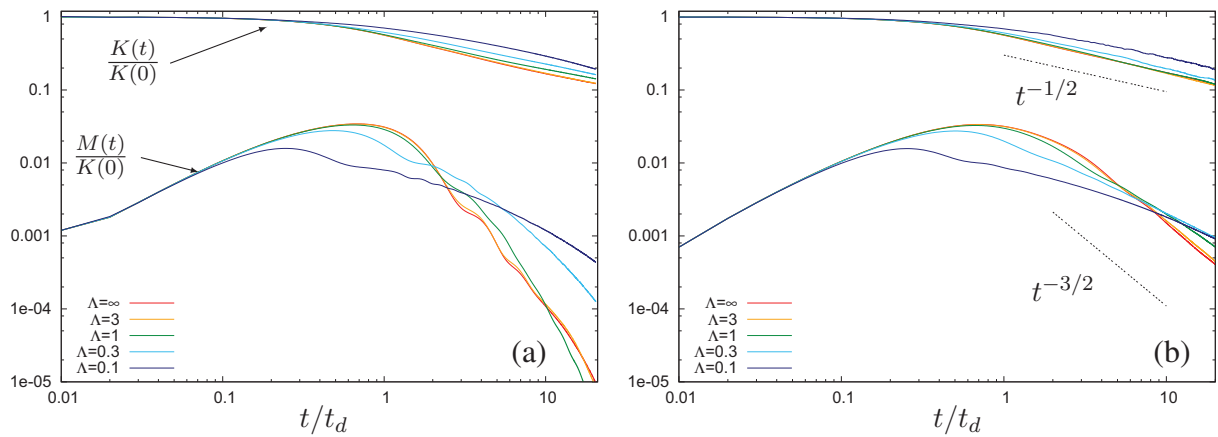 1
0.1
0.01
0.001
1e-04
1e-05
K(t)
K(0)
M(t)
K(0)
Λ=∞
Λ=3
Λ=1
Λ=0.3
Λ=0.1
(a)
0.01 0.1 1 10
t/t_d
1
0.1
0.01
0.001
1e-04
1e-05
t^{-1/2}
t^{-3/2}
Λ=∞
Λ=3
Λ=1
Λ=0.3
Λ=0.1
(b)
0.01 0.1 1 10
t/t_d